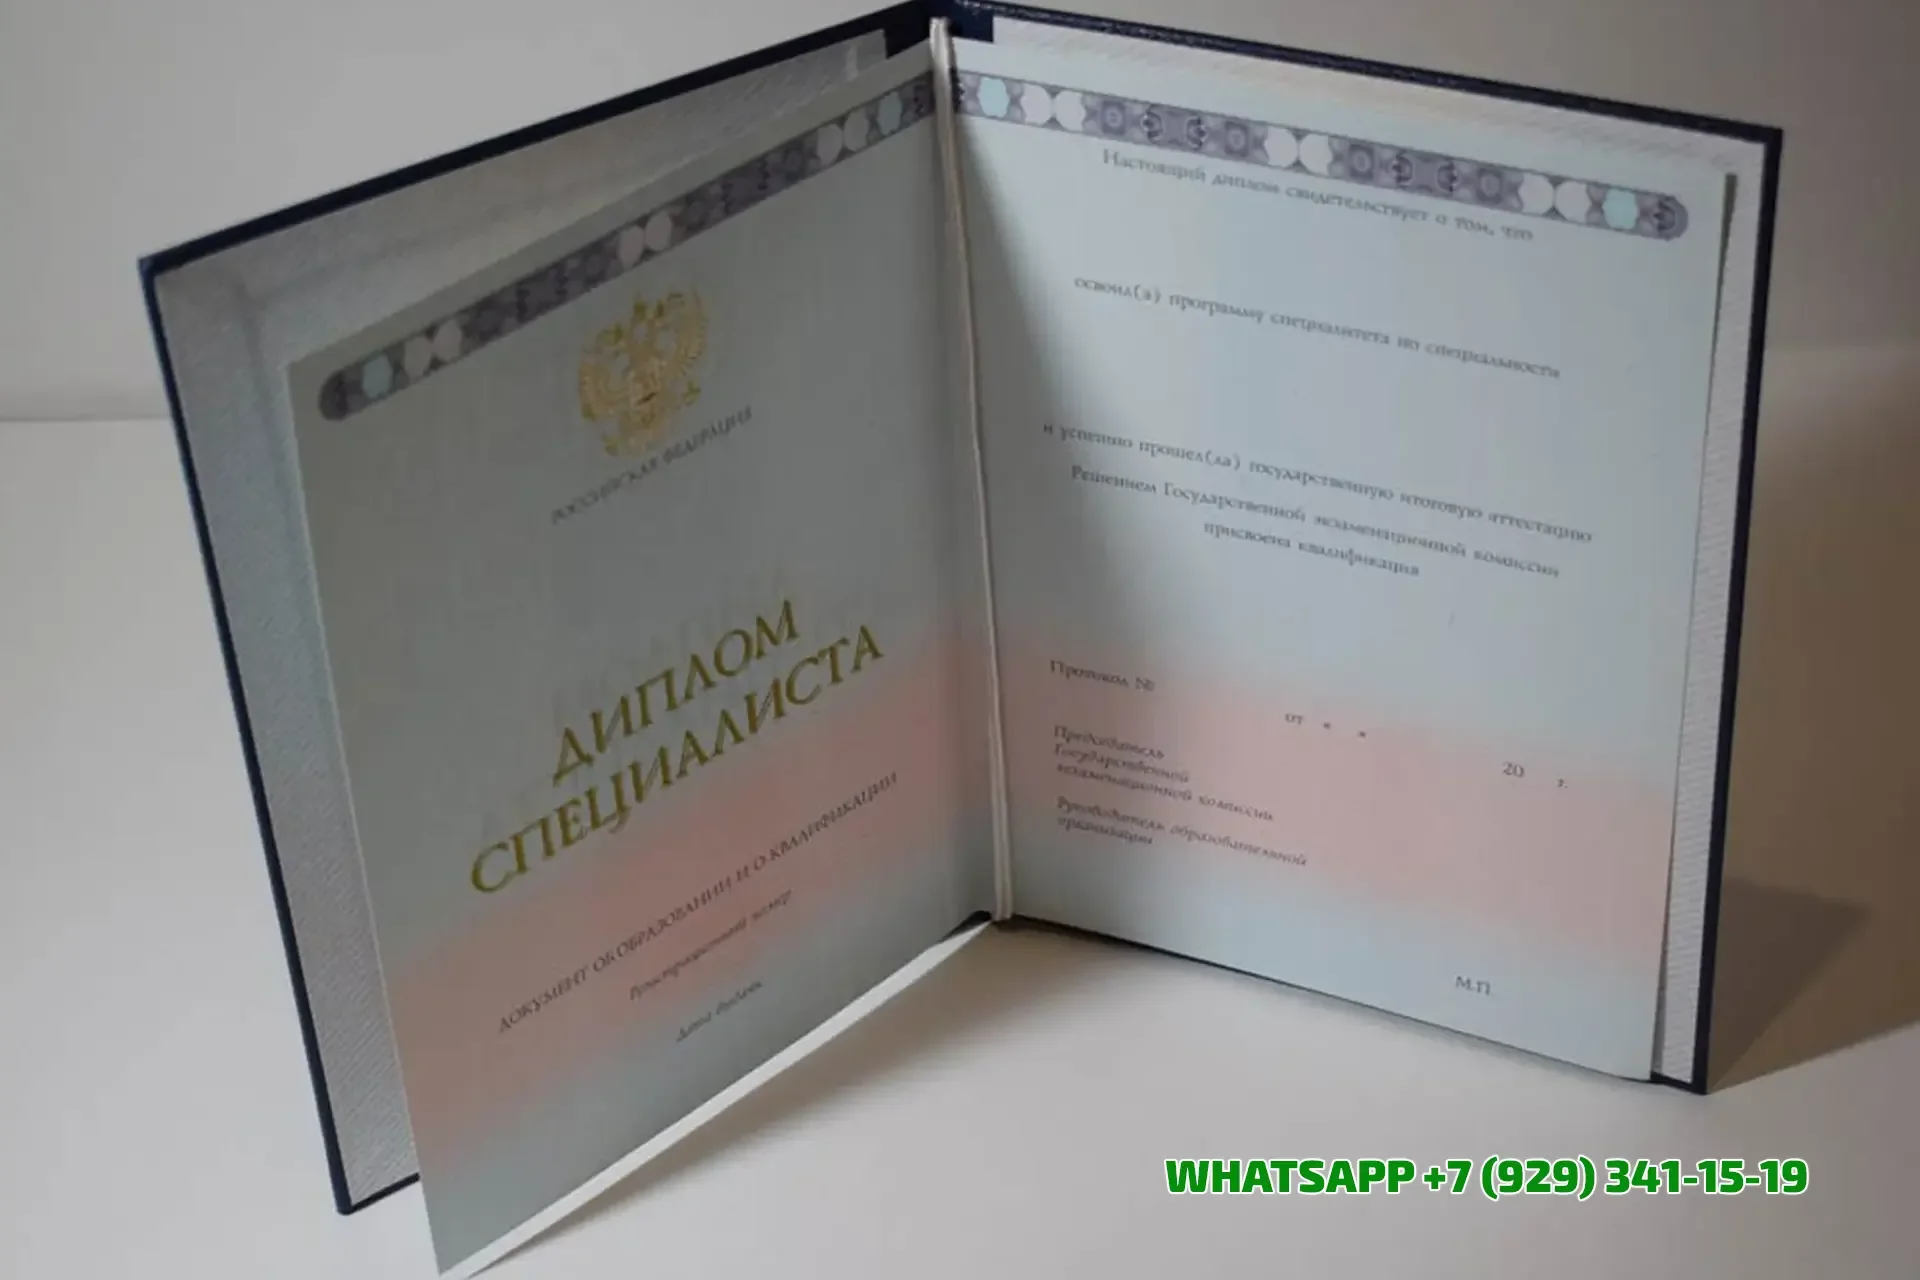 РОССИЙСКАЯ ФЕДЕРАЦИЯ
ДИПЛОМ
СПЕЦИАЛИСТА
ДОКУМЕНТ ОБ ОБРАЗОВАНИИ И О КВАЛИФИКАЦИИ
Регистрационный номер
Дата выдачи
Настоящий диплом свидетельствует о том, что
освоил(а) программу специалитета по специальности
и успешно прошел(ла) государственную итоговую аттестацию
Решением Государственной экзаменационной комиссии
присвоена квалификация
Протокол №
от « »
20 г.
Председатель
Государственной
экзаменационной комиссии
Руководитель образовательной
организации
М.П.
WHATSAPP +7 (929) 341-15-19